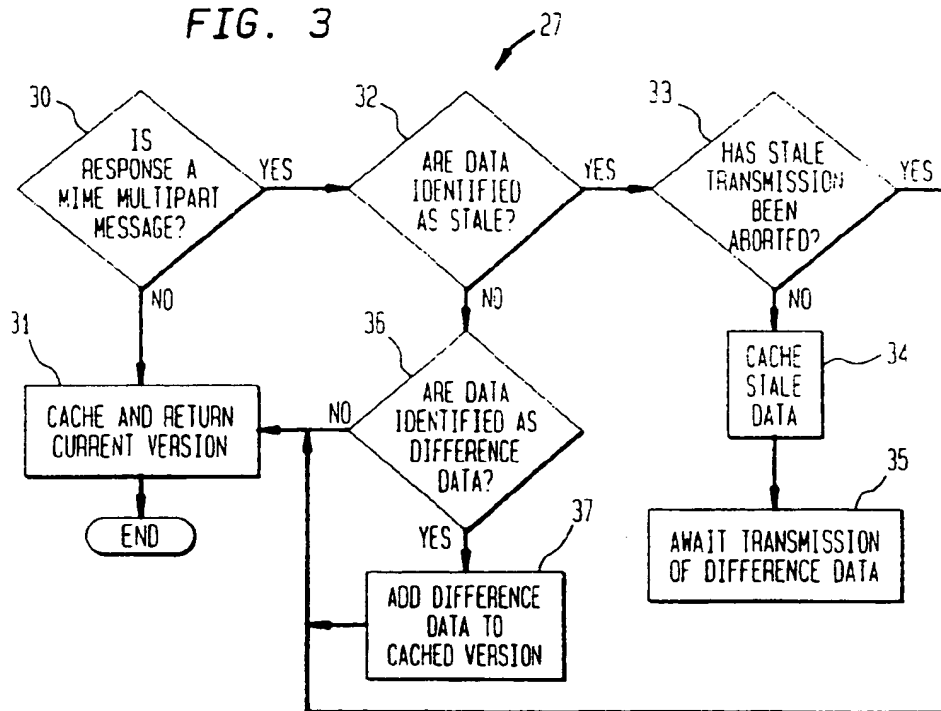 FIG. 3
27
30
IS
RESPONSE A
MIME MULTIPART
MESSAGE?
YES
NO
32
ARE DATA
IDENTIFIED
AS STALE?
YES
NO
33
HAS STALE
TRANSMISSION
BEEN
ABORTED?
YES
NO
31
CACHE AND RETURN
CURRENT VERSION
END
36
ARE DATA
IDENTIFIED AS
DIFFERENCE
DATA?
NO
YES
37
ADD DIFFERENCE
DATA TO
CACHED VERSION
34
CACHE
STALE
DATA
35
AWAIT TRANSMISSION
OF DIFFERENCE DATA